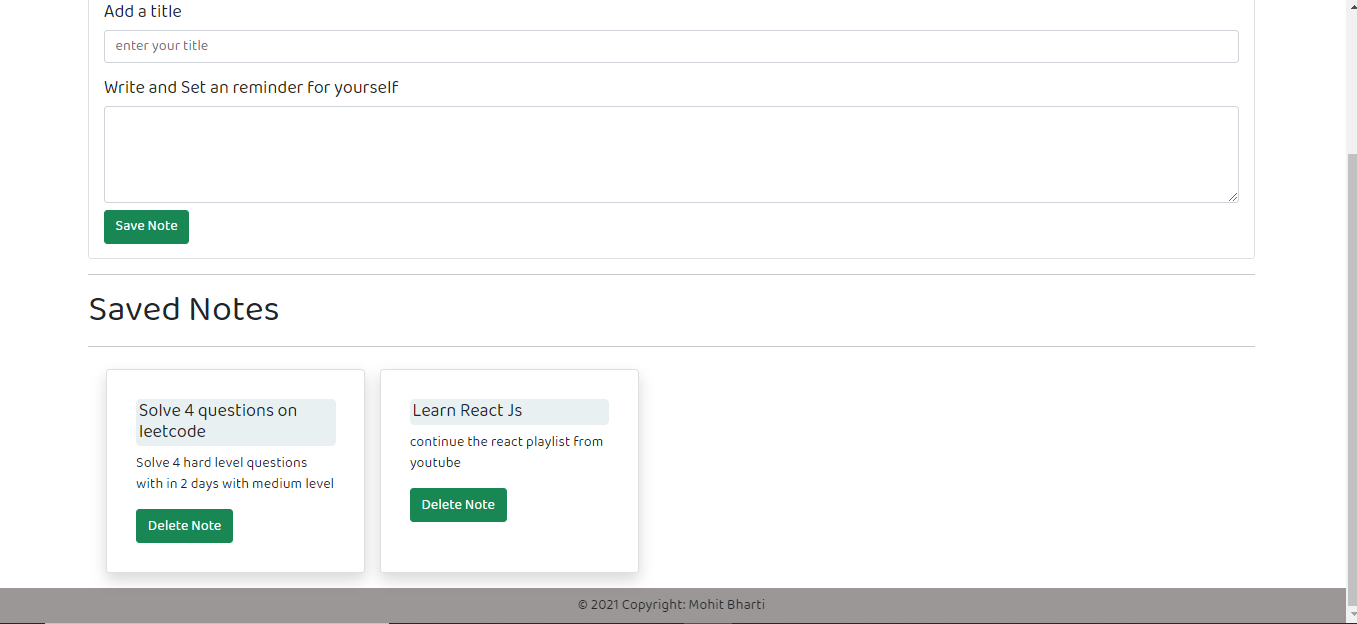 Add a title
enter your title
Write and Set an reminder for yourself
Save Note
Saved Notes
Solve 4 questions on
leetcode
Solve 4 hard level questions
with in 2 days with medium level
Delete Note
Learn React Js
continue the react playlist from
youtube
Delete Note
© 2021 Copyright: Mohit Bharti